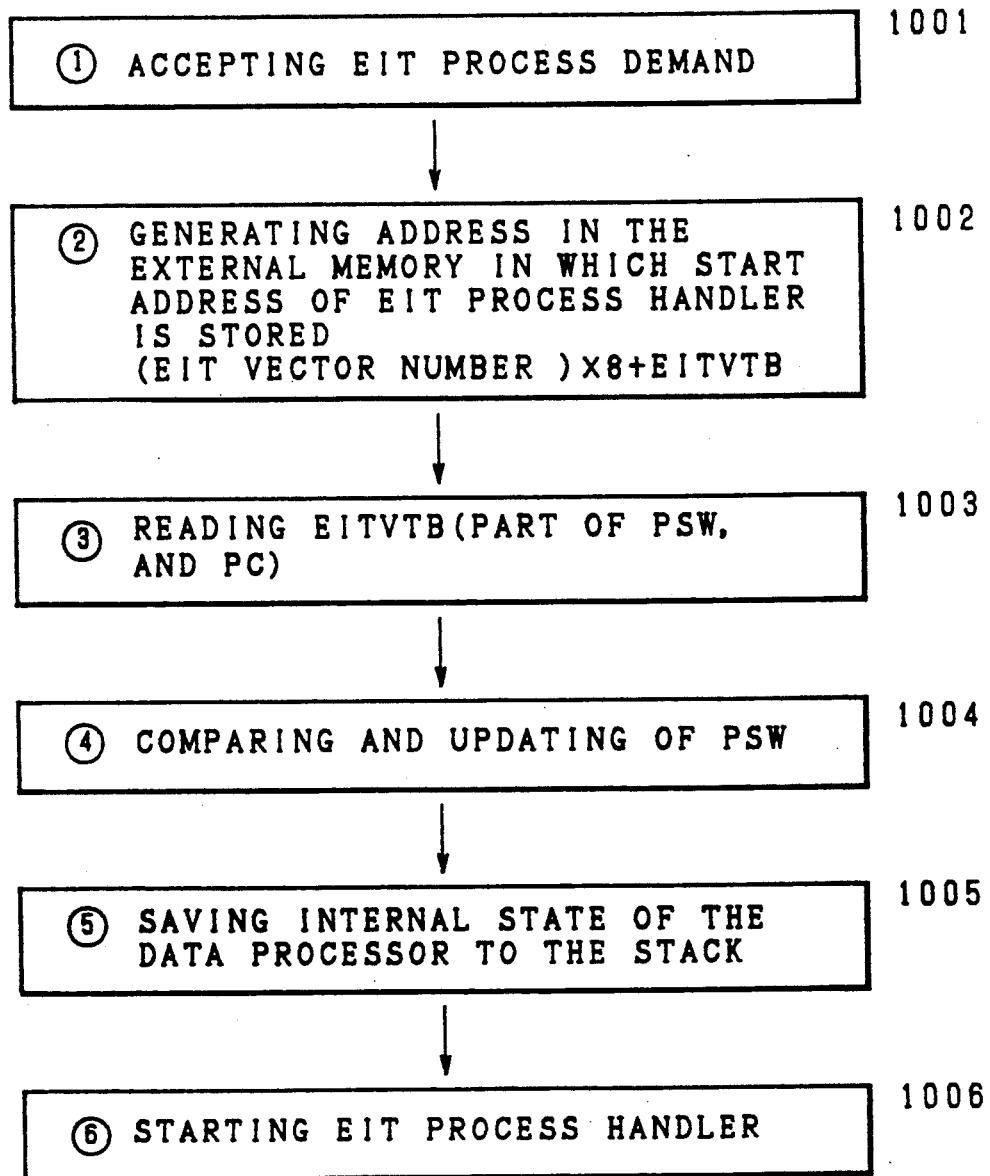 1001
① ACCEPTING EIT PROCESS DEMAND
1002
② GENERATING ADDRESS IN THE
EXTERNAL MEMORY IN WHICH START
ADDRESS OF EIT PROCESS HANDLER
IS STORED
(EIT VECTOR NUMBER )X8+EITVTB
1003
③ READING EITVTB(PART OF PSW,
AND PC)
1004
④ COMPARING AND UPDATING OF PSW
1005
⑤ SAVING INTERNAL STATE OF THE
DATA PROCESSOR TO THE STACK
1006
⑥ STARTING EIT PROCESS HANDLER